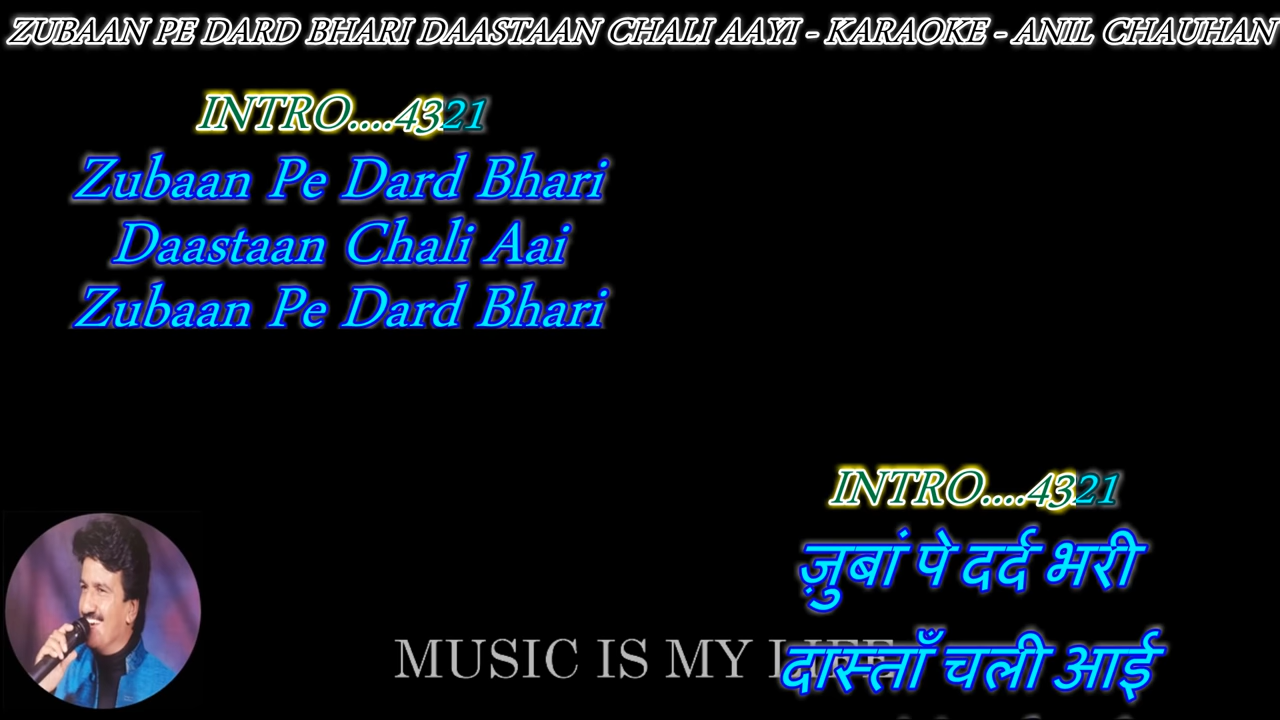 ZUBAAN PE DARD BHARI DAASTAAN CHALI AAYI - KARAOKE - ANIL CHAUHAN
INTRO....4321
Zubaan Pe Dard Bhari
Daastaan Chali Aai
Zubaan Pe Dard Bhari
INTRO....4321
ज़ुबां पे दर्द भरी
MUSIC IS MY LIFE
दास्ताँ चली आई